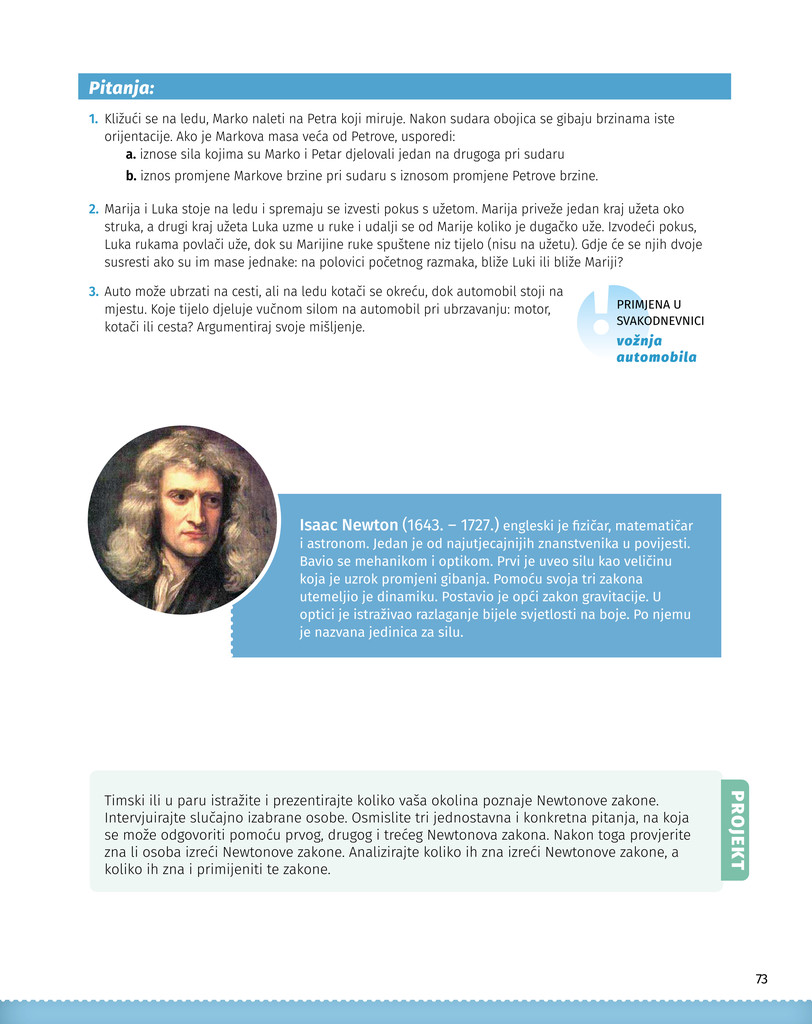 Pitanja:
1. Kližući se na ledu, Marko naleti na Petra koji miruje. Nakon sudara obojica se gibaju brzinama iste
orijentacije. Ako je Markova masa veća od Petrove, usporedi:
a. iznose sila kojima su Marko i Petar djelovali jedan na drugoga pri sudaru
b. iznos promjene Markove brzine pri sudaru s iznosom promjene Petrove brzine.
2. Marija i Luka stoje na ledu i spremaju se izvesti pokus s užetom. Marija priveže jedan kraj užeta oko
struka, a drugi kraj užeta Luka uzme u ruke i udalji se od Marije koliko je dugačko uže. Izvodeći pokus,
Luka rukama povlači uže, dok su Marijine ruke spuštene niz tijelo (nisu na užetu). Gdje će se njih dvoje
susresti ako su im mase jednake: na polovici početnog razmaka, bliže Luki ili bliže Mariji?
3. Auto može ubrzati na cesti, ali na ledu kotači se okreću, dok automobil stoji na
mjestu. Koje tijelo djeluje vučnom silom na automobil pri ubrzavanju: motor,
kotači ili cesta? Argumentiraj svoje mišljenje.
PRIMJENA U
SVAKODNEVNICI
vožnja
automobila
Isaac Newton (1643. – 1727.) engleski je fizičar, matematičar
i astronom. Jedan je od najutjecajnijih znanstvenika u povijesti.
Bavio se mehanikom i optikom. Prvi je uveo silu kao veličinu
koja je uzrok promjeni gibanja. Pomoću svoja tri zakona
utemeljio je dinamiku. Postavio je opći zakon gravitacije. U
optici je istraživao razlaganje bijele svjetlosti na boje. Po njemu
je nazvana jedinica za silu.
Timski ili u paru istražite i prezentirajte koliko vaša okolina poznaje Newtonove zakone.
Intervjuirajte slučajno izabrane osobe. Osmislite tri jednostavna i konkretna pitanja, na koja
se može odgovoriti pomoću prvog, drugog i trećeg Newtonova zakona. Nakon toga provjerite
zna li osoba izreći Newtonove zakone. Analizirajte koliko ih zna izreći Newtonove zakone, a
koliko ih zna i primijeniti te zakone.
PROJEKT
73